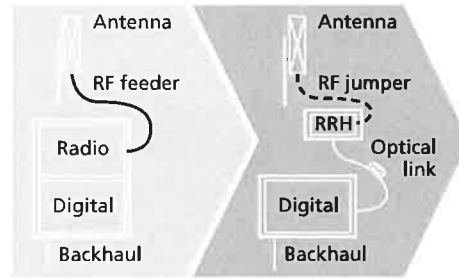 Antenna
RF feeder
Radio
Digital
Backhaul
Antenna
RF jumper
RRH
Optical
link
Digital
Backhaul